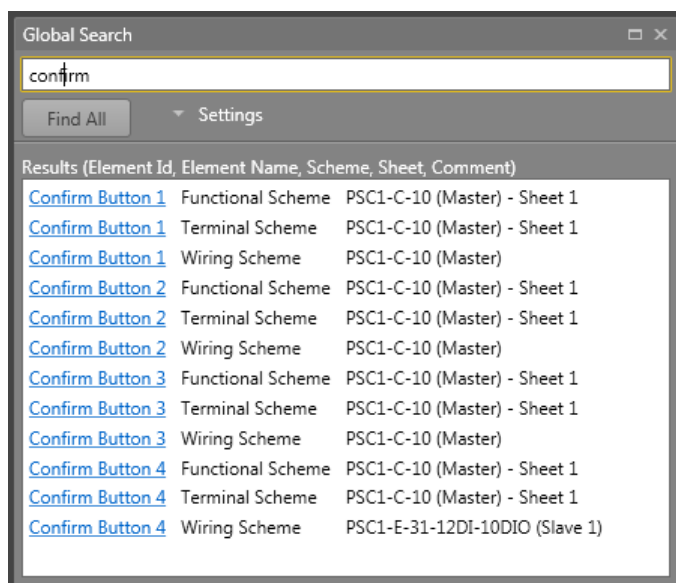 Global Search
confirm
Find All Settings
Results (Element Id, Element Name, Scheme, Sheet, Comment)
Confirm Button 1 Functional Scheme PSC1-C-10 (Master) - Sheet 1
Confirm Button 1 Terminal Scheme PSC1-C-10 (Master) - Sheet 1
Confirm Button 1 Wiring Scheme PSC1-C-10 (Master)
Confirm Button 2 Functional Scheme PSC1-C-10 (Master) - Sheet 1
Confirm Button 2 Terminal Scheme PSC1-C-10 (Master) - Sheet 1
Confirm Button 2 Wiring Scheme PSC1-C-10 (Master)
Confirm Button 3 Functional Scheme PSC1-C-10 (Master) - Sheet 1
Confirm Button 3 Terminal Scheme PSC1-C-10 (Master) - Sheet 1
Confirm Button 3 Wiring Scheme PSC1-C-10 (Master)
Confirm Button 4 Functional Scheme PSC1-C-10 (Master) - Sheet 1
Confirm Button 4 Terminal Scheme PSC1-C-10 (Master) - Sheet 1
Confirm Button 4 Wiring Scheme PSC1-E-31-12DI-10DIO (Slave 1)